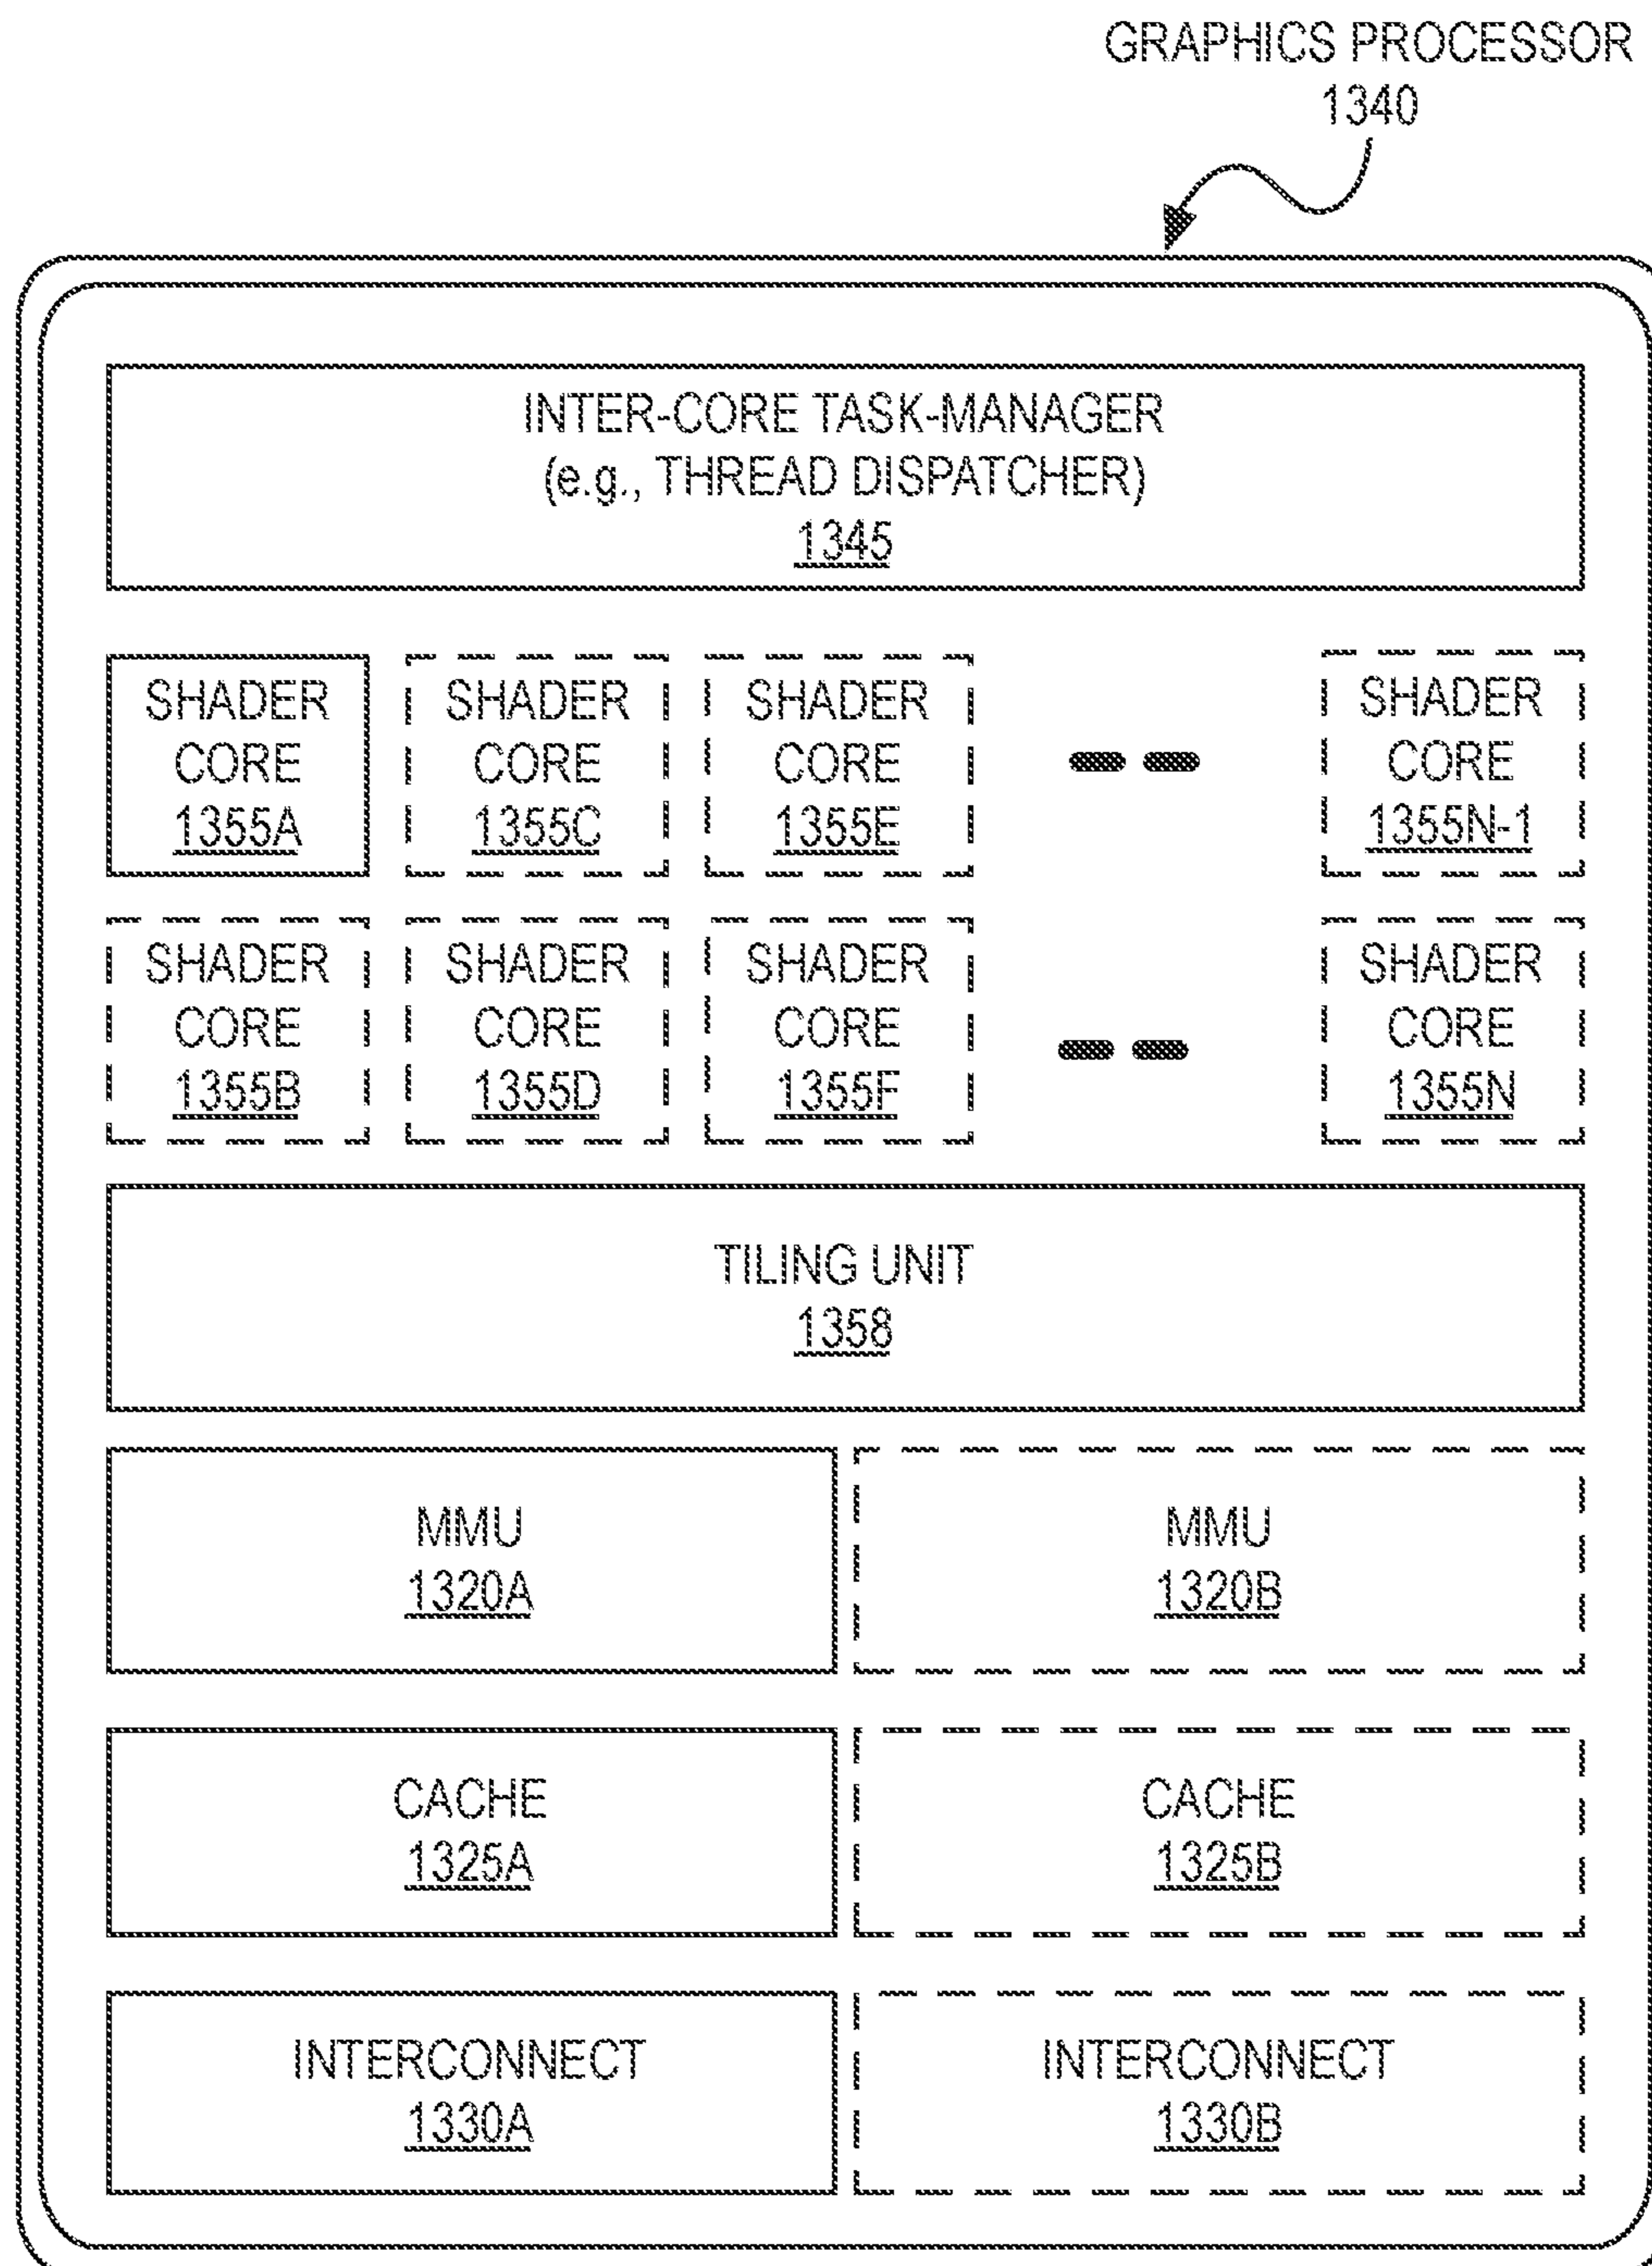 GRAPHICS PROCESSOR
1340
INTER-CORE TASK-MANAGER
(e.g., THREAD DISPATCHER)
1345
SHADER
CORE
1355A
SHADER
CORE
1355C
SHADER
CORE
1355E
SHADER
CORE
1355N-1
SHADER
CORE
1355B
SHADER
CORE
1355D
SHADER
CORE
1355F
SHADER
CORE
1355N
TILING UNIT
1358
MMU
1320A
MMU
1320B
CACHE
1325A
CACHE
1325B
INTERCONNECT
1330A
INTERCONNECT
1330B